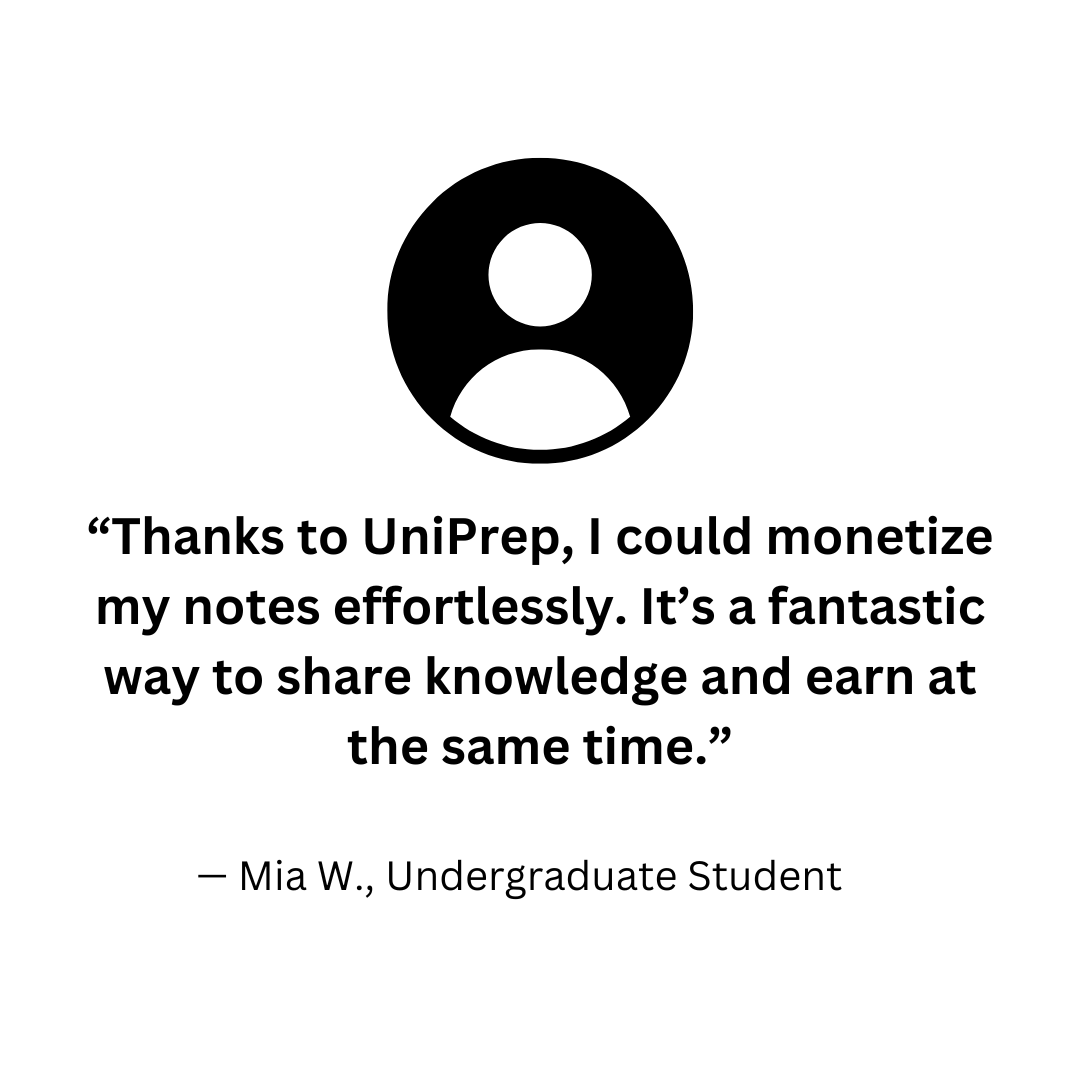 “Thanks to UniPrep, I could monetize
my notes effortlessly. It’s a fantastic
way to share knowledge and earn at
the same time.”
— Mia W., Undergraduate Student